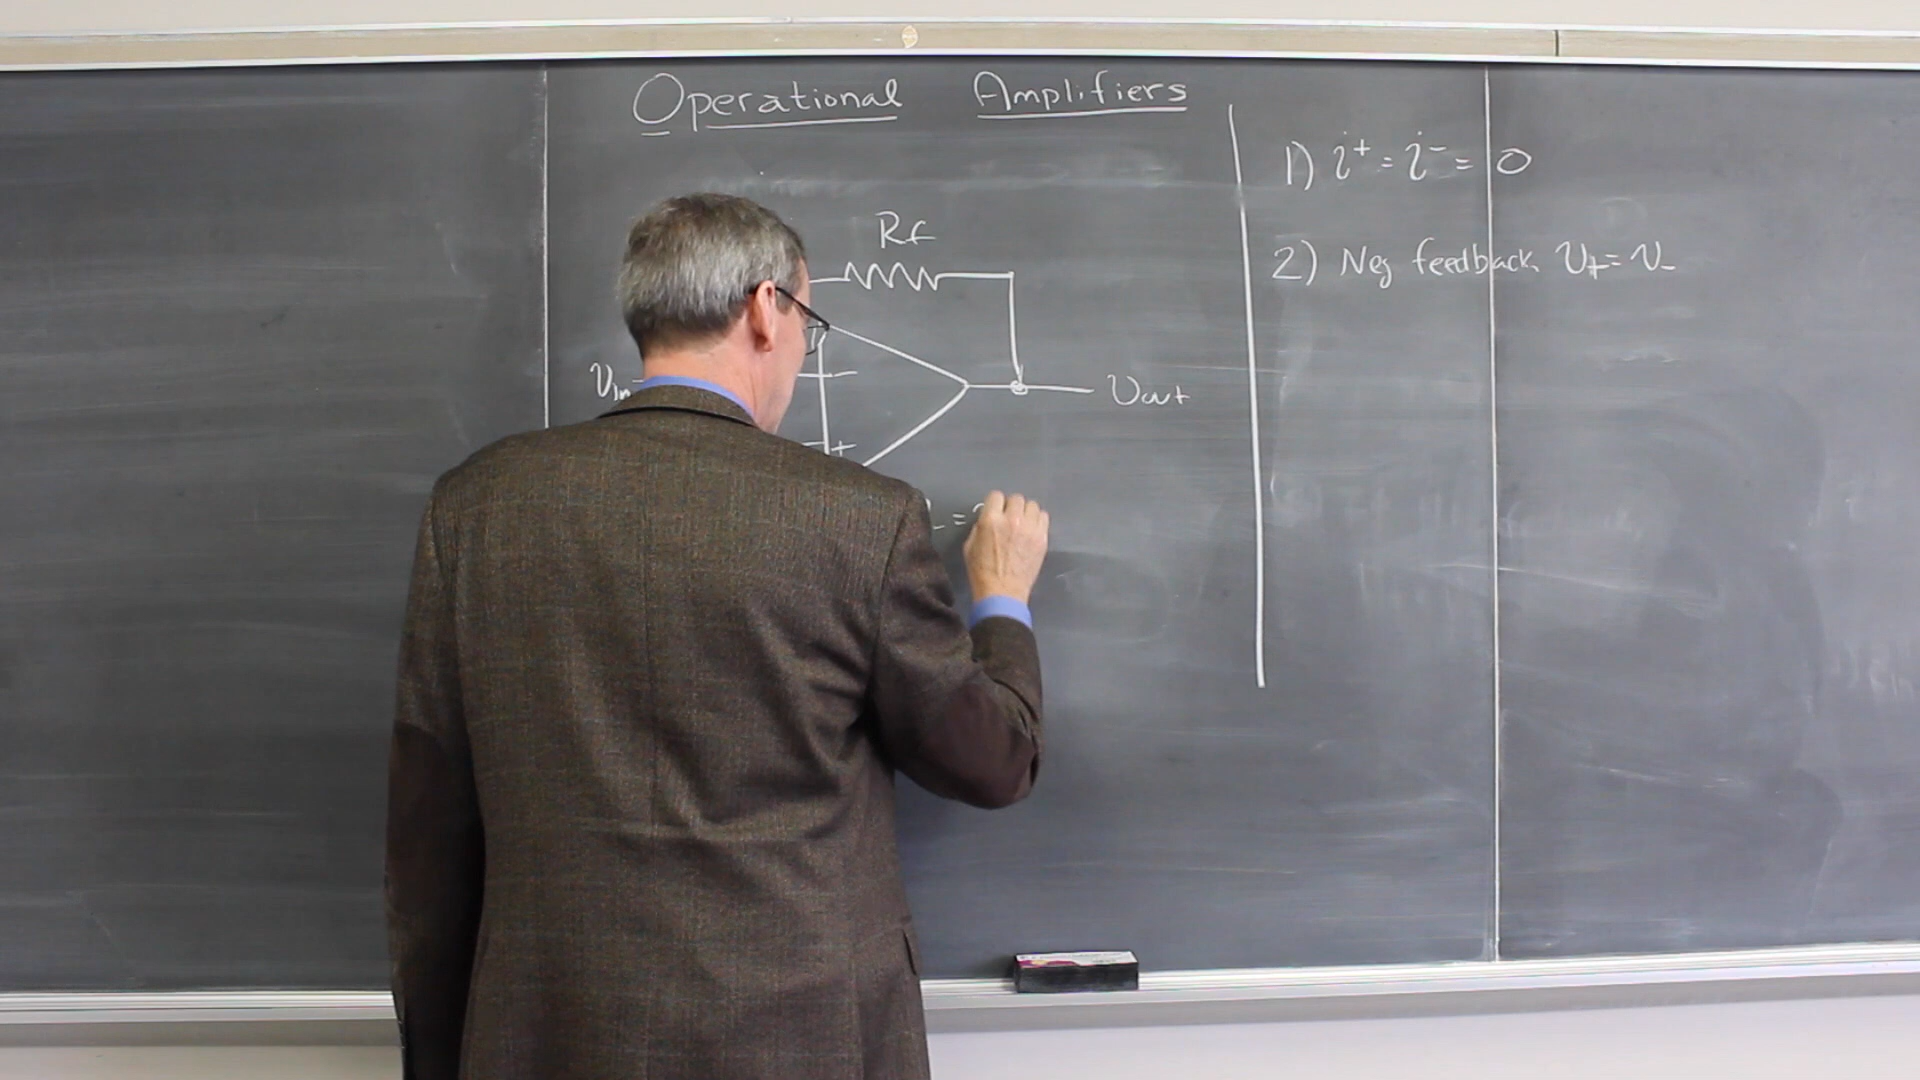 Operational Amplifiers
1) i⁺ = i⁻ = 0
Rf
2) Neg feedback, v₊ = v₋
Vin
-
Vout
+
- =